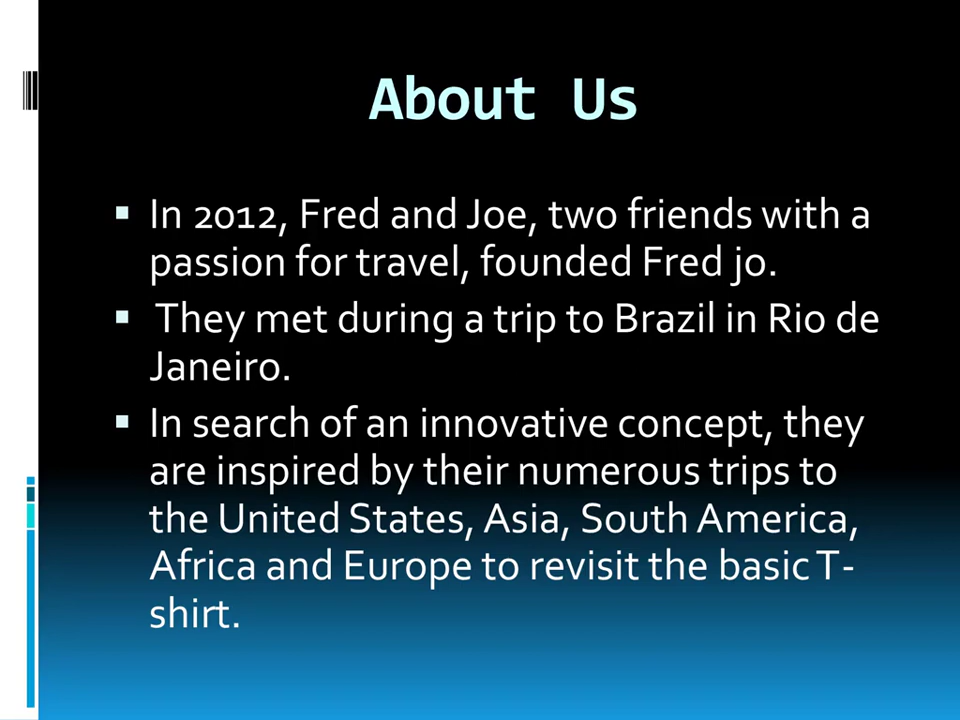 About Us
▪ In 2012, Fred and Joe, two friends with a
passion for travel, founded Fred jo.
▪ They met during a trip to Brazil in Rio de
Janeiro.
▪ In search of an innovative concept, they
are inspired by their numerous trips to
the United States, Asia, South America,
Africa and Europe to revisit the basic T-
shirt.